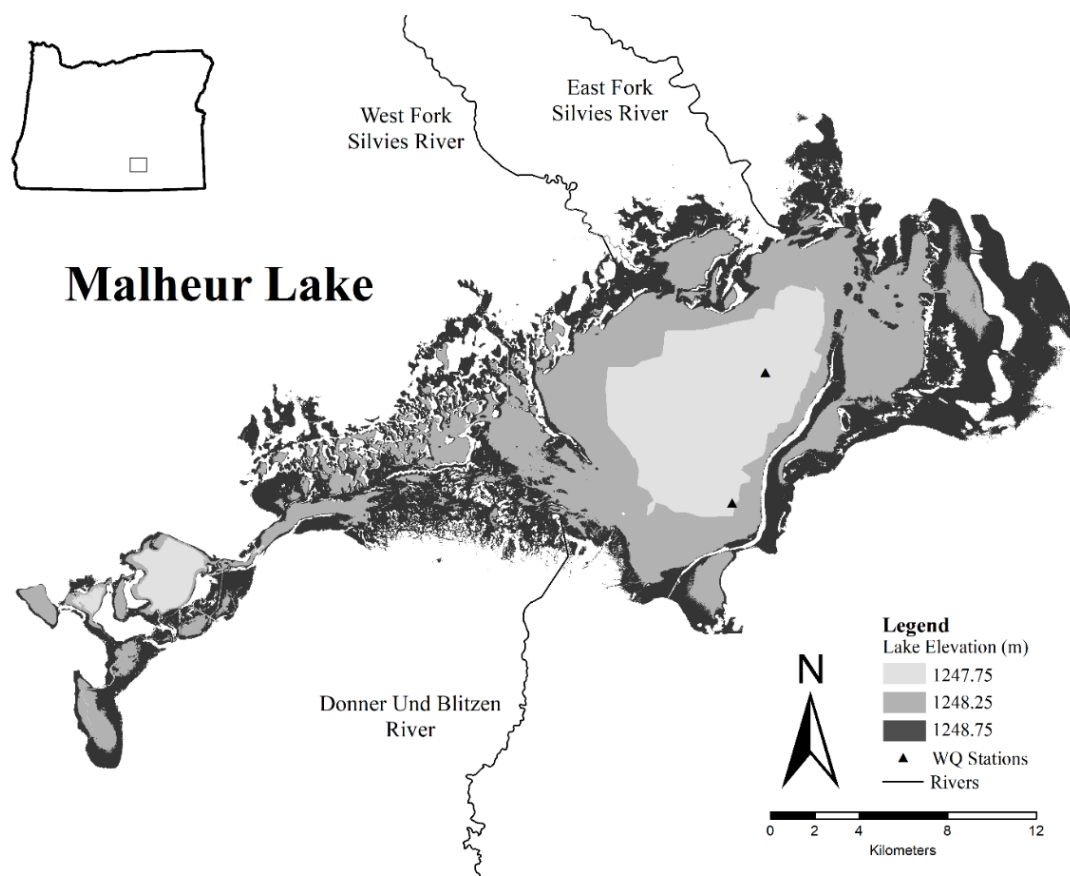 East Fork
Silvies River
West Fork
Silvies River
Malheur Lake
Donner Und Blitzen
River
N
Legend
Lake Elevation (m)
1247.75
1248.25
1248.75
WQ Stations
Rivers
0 2 4 8 12
Kilometers